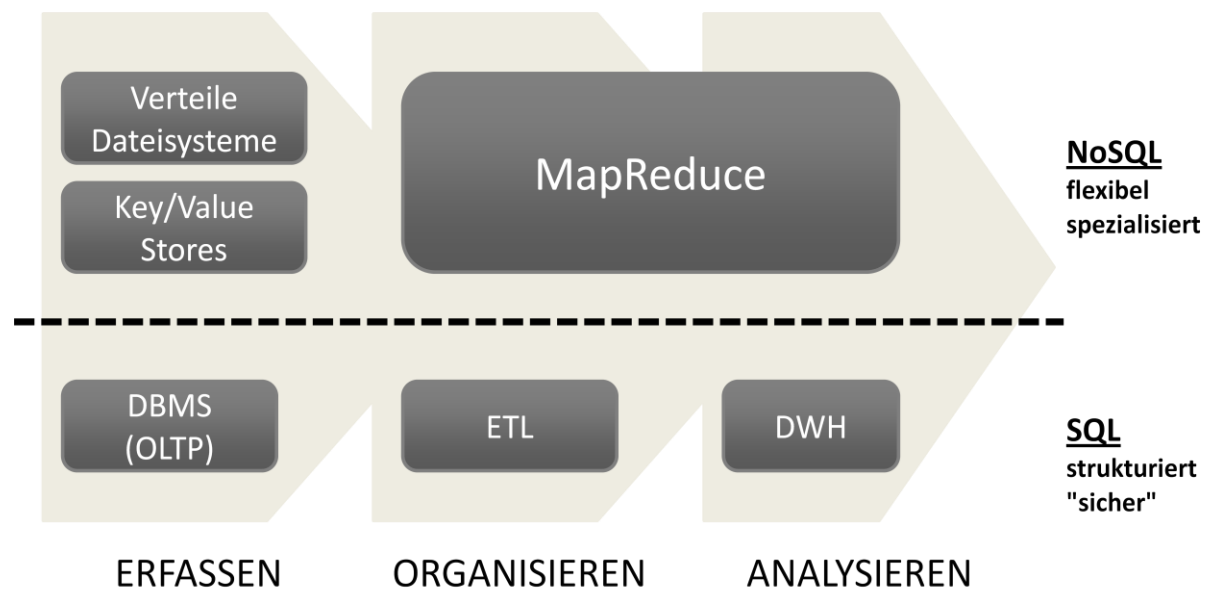 Verteile
Dateisysteme
Key/Value
Stores
MapReduce
NoSQL
flexibel
spezialisiert
DBMS
(OLTP)
ETL
DWH
SQL
strukturiert
"sicher"
ERFASSEN
ORGANISIEREN
ANALYSIEREN